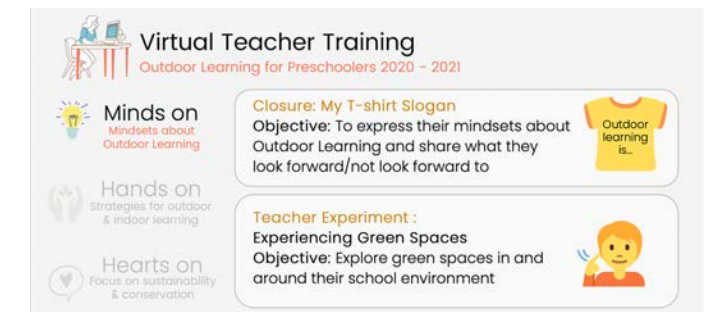 Virtual Teacher Training
Outdoor Learning for Preschoolers 2020 - 2021
Minds on
Mindsets about
Outdoor Learning
Hands on
Strategies for outdoor
& indoor learning
Hearts on
Focus on sustainability
& conservation
Closure: My T-shirt Slogan
Objective: To express their mindsets about
Outdoor Learning and share what they
look forward/not look forward to
Outdoor
learning
is..
Teacher Experiment :
Experiencing Green Spaces
Objective: Explore green spaces in and
around their school environment